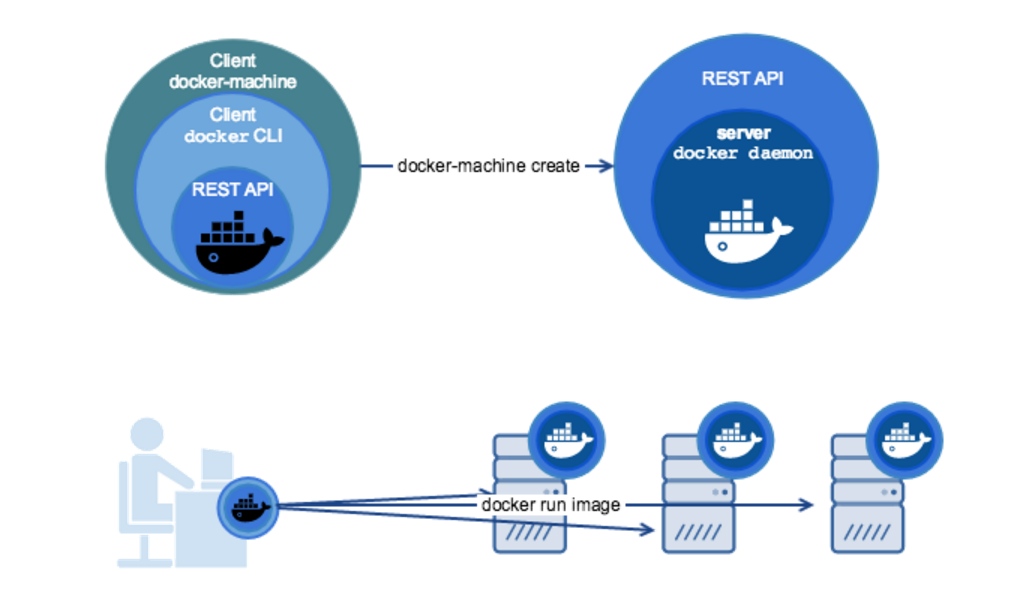 Client
docker-machine
Client
docker CLI
REST API
docker-machine create
REST API
server
docker daemon
docker run image